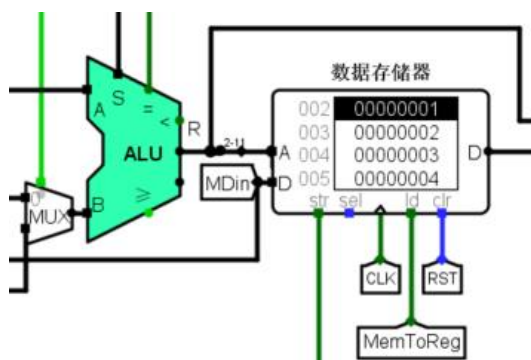 数据存储器
S
A
=
<
R
ALU
2-11
MDin
A
D
D
002 00000001
003 00000002
004 00000003
005 00000004
0
MUX
B
≥
str sel ld clr
CLK
RST
MemToReg